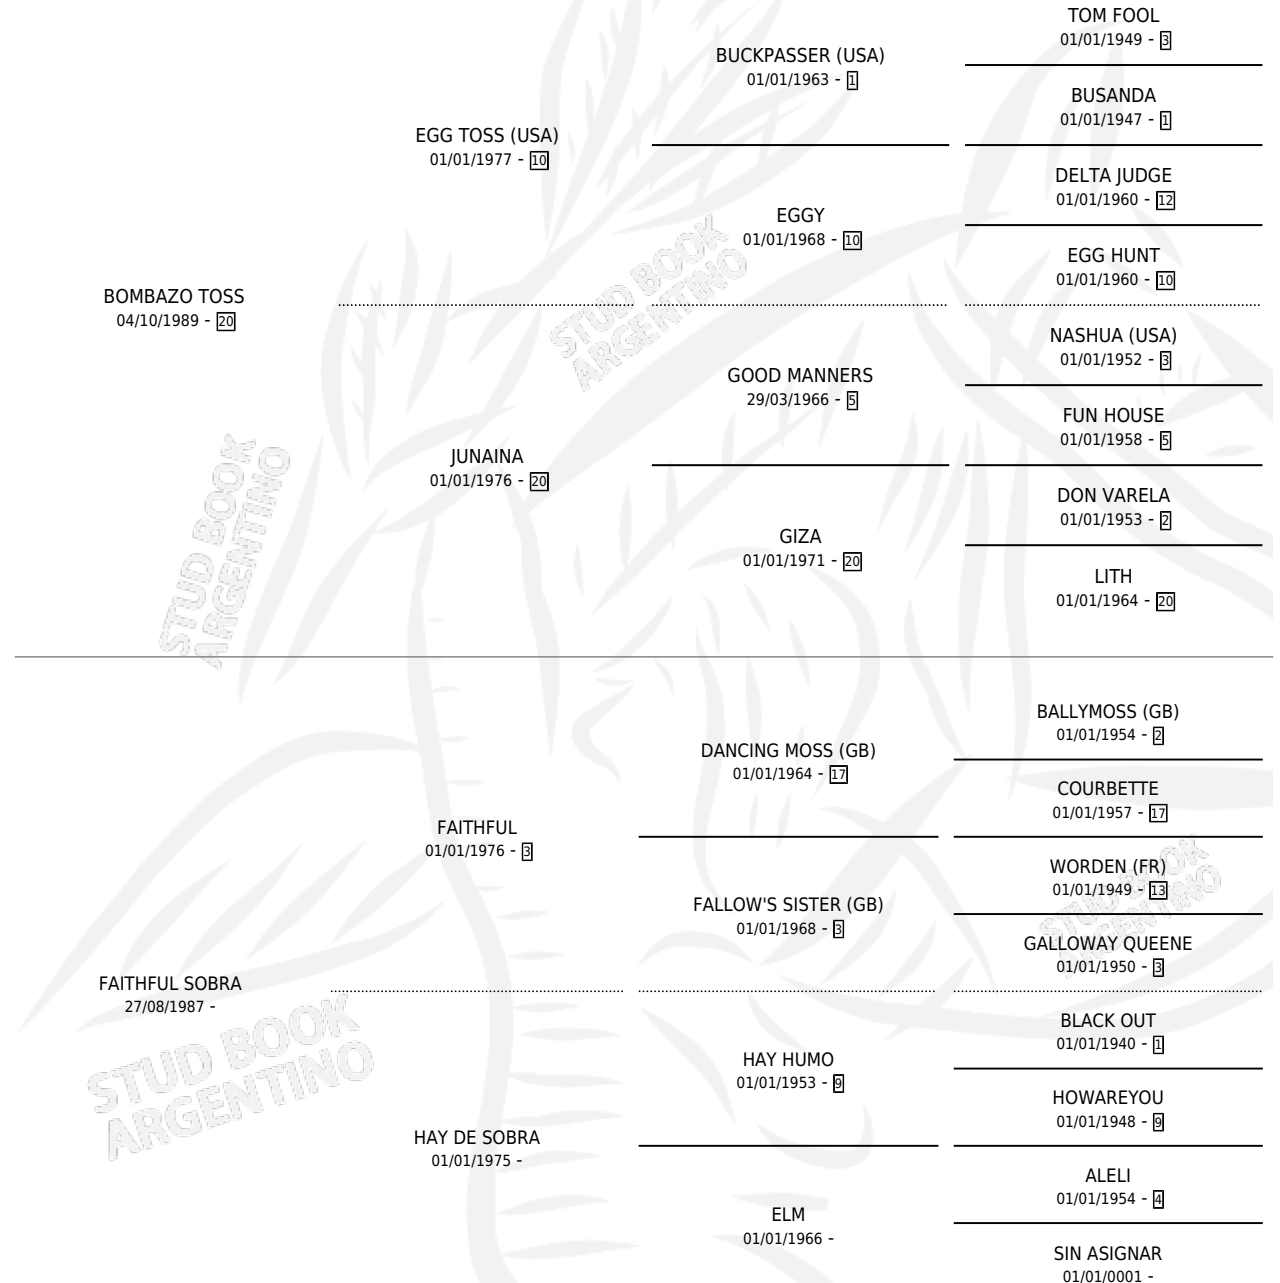 TOM FOOL
01/01/1949 - 3
BUCKPASSER (USA)
01/01/1963 - 1
BUSANDA
01/01/1947 - 1
EGG TOSS (USA)
01/01/1977 - 10
DELTA JUDGE
01/01/1960 - 12
EGGY
01/01/1968 - 10
EGG HUNT
01/01/1960 - 10
BOMBAZO TOSS
04/10/1989 - 20
STUD BOOK
ARGENTINO
NASHUA (USA)
01/01/1952 - 3
GOOD MANNERS
29/03/1966 - 5
FUN HOUSE
01/01/1958 - 5
JUNAINA
01/01/1976 - 20
DON VARELA
01/01/1953 - 2
GIZA
01/01/1971 - 20
LITH
01/01/1964 - 20
STUD BOOK
ARGENTINO
BALLYMOSS (GB)
01/01/1954 - 2
DANCING MOSS (GB)
01/01/1964 - 17
COURBETTE
01/01/1957 - 17
FAITHFUL
01/01/1976 - 3
WORDEN (FR)
01/01/1949 - 13
FALLOW'S SISTER (GB)
01/01/1968 - 3
GALLOWAY QUEENE
01/01/1950 - 3
STUD BOOK
ARGENTINO
FAITHFUL SOBRA
27/08/1987 -
BLACK OUT
01/01/1940 - 1
HAY HUMO
01/01/1953 - 9
HOWAREYOU
01/01/1948 - 9
STUD BOOK
ARGENTINO
HAY DE SOBRA
01/01/1975 -
ALELI
01/01/1954 - 4
ELM
01/01/1966 -
SIN ASIGNAR
01/01/0001 -